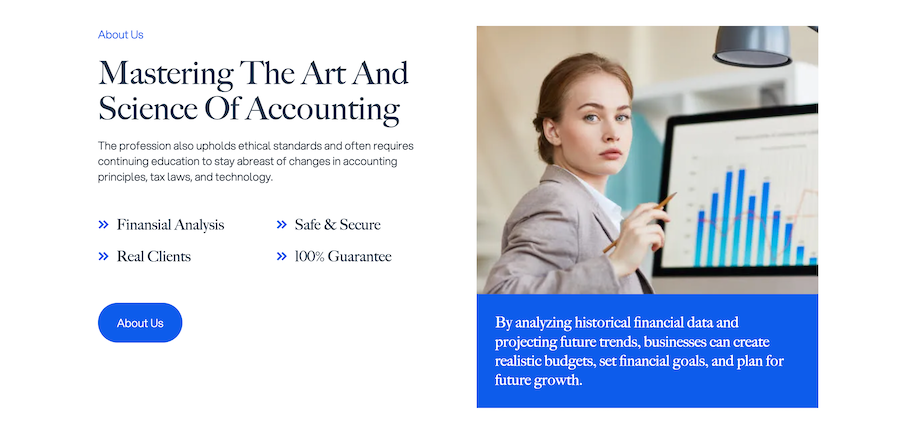 About Us
Mastering The Art And
Science Of Accounting
The profession also upholds ethical standards and often requires
continuing education to stay abreast of changes in accounting
principles, tax laws, and technology.
Finansial Analysis
Safe & Secure
Real Clients
100% Guarantee
About Us
By analyzing historical financial data and
projecting future trends, businesses can create
realistic budgets, set financial goals, and plan for
future growth.